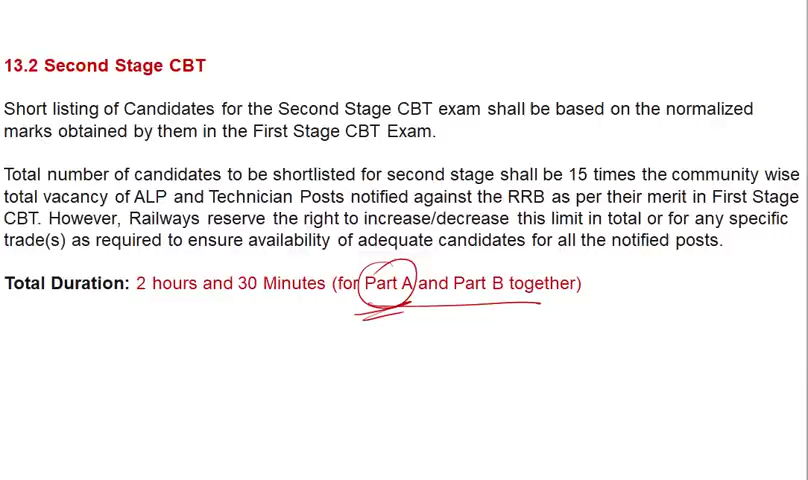 13.2 Second Stage CBT
Short listing of Candidates for the Second Stage CBT exam shall be based on the normalized
marks obtained by them in the First Stage CBT Exam.
Total number of candidates to be shortlisted for second stage shall be 15 times the community wise
total vacancy of ALP and Technician Posts notified against the RRB as per their merit in First Stage
CBT. However, Railways reserve the right to increase/decrease this limit in total or for any specific
trade(s) as required to ensure availability of adequate candidates for all the notified posts.
Total Duration: 2 hours and 30 Minutes (for Part A and Part B together)